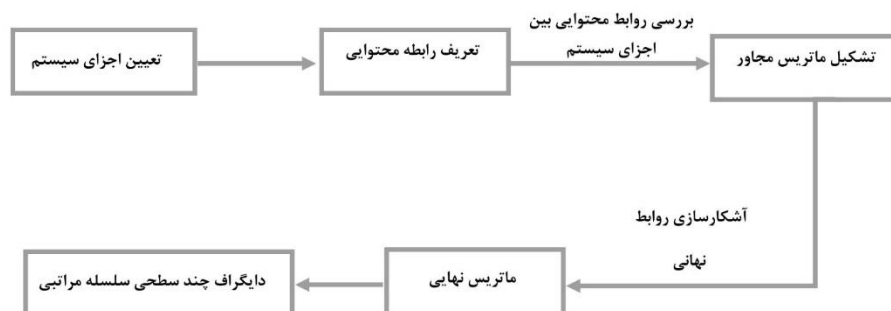 تعیین اجزای سیستم
تعریف رابطه محتوایی
بررسی روابط محتوایی بین
اجزای سیستم
تشکیل ماتریس مجاور
آشکارسازی روابط
نهانی
ماتریس نهایی
دایگراف چند سطحی سلسله مراتبی